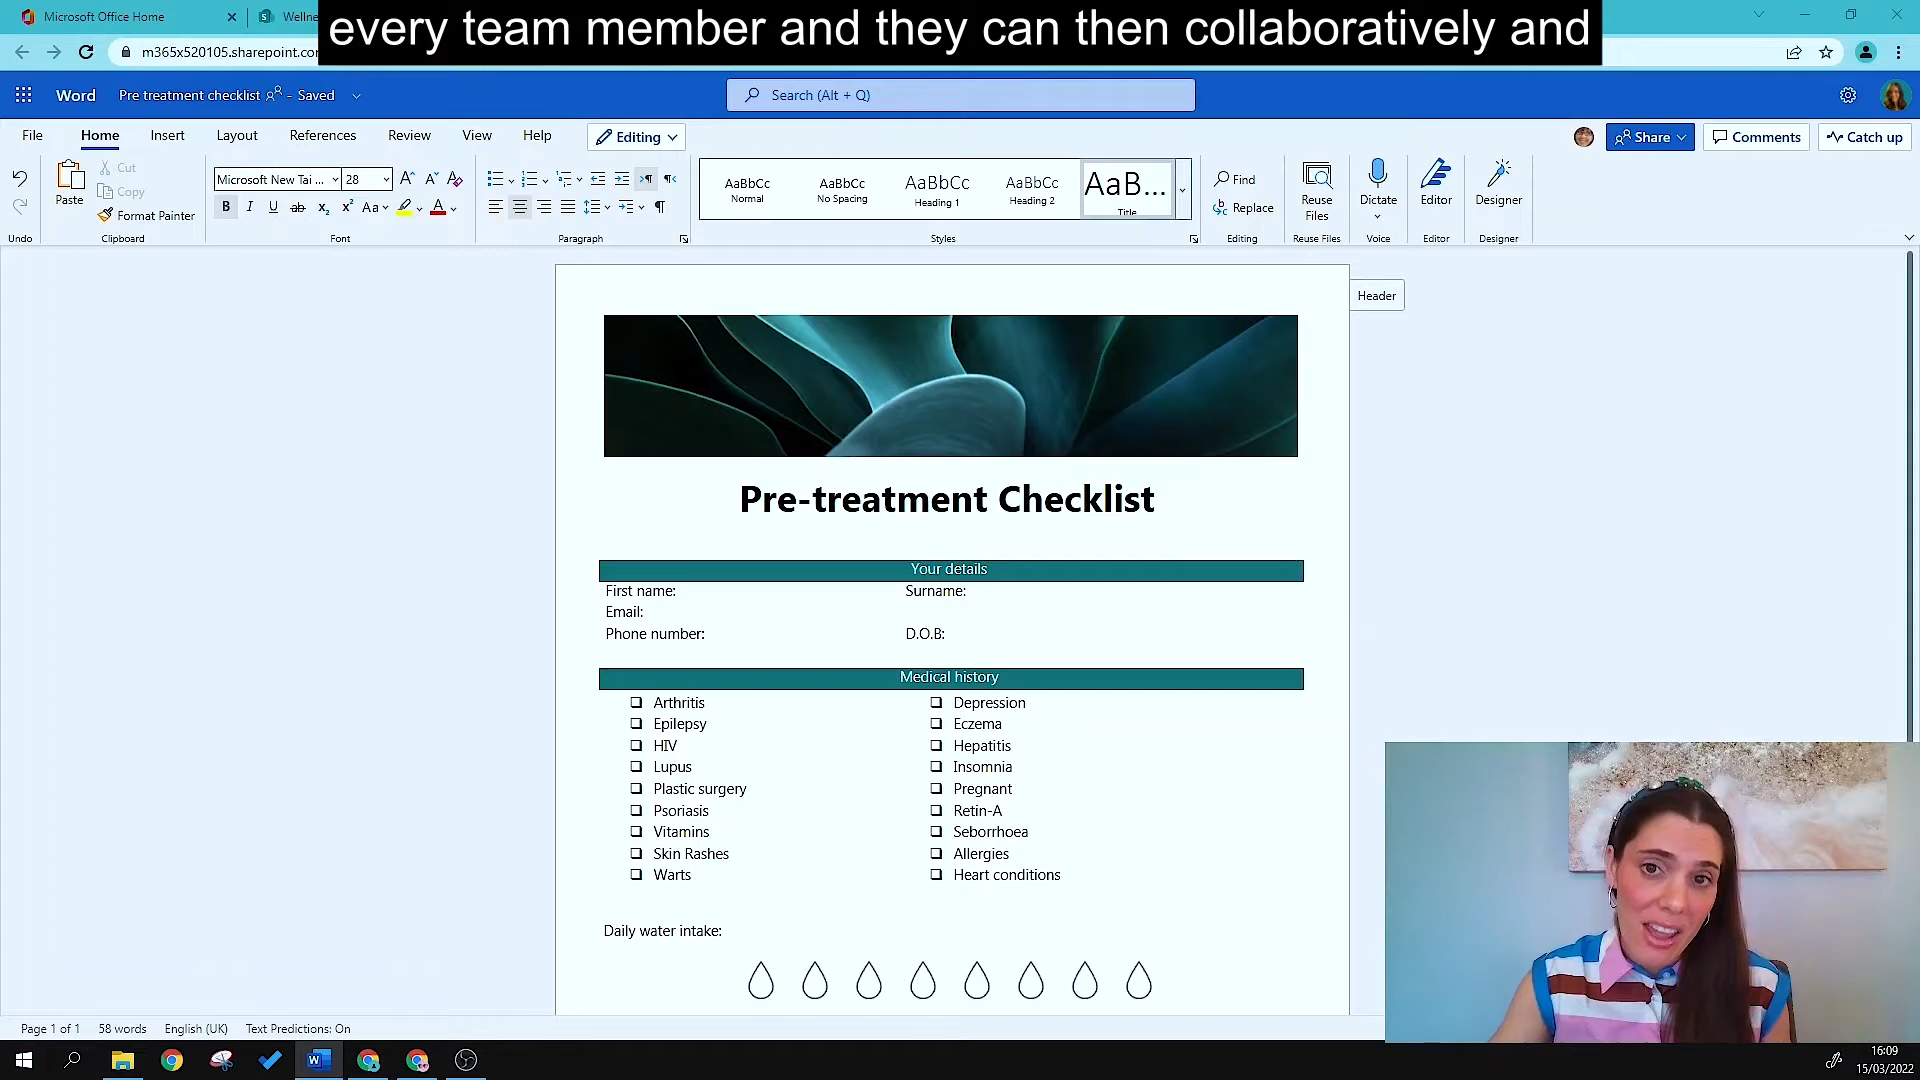 Microsoft Office Home
Wellne
every team member and they can then collaboratively and
m365x520105.sharepoint.co
Word
Pre treatment checklist - Saved
Search (Alt + Q)
File Home Insert Layout References Review View Help Editing Share Comments Catch up
Paste
Cut
Copy
Format Painter
Microsoft New Tai ... 28
B I U ab x₂ x² Aa A
AaBbCc Normal
AaBbCc No Spacing
AaBbCc Heading 1
AaBbCc Heading 2
AaB... Title
Find
Replace
Reuse Files
Dictate
Editor
Designer
Undo Clipboard Font Paragraph Styles Editing Reuse Files Voice Editor Designer
Header
Pre-treatment Checklist
Your details
First name: Surname:
Email:
Phone number: D.O.B:
Medical history
Arthritis Depression
Epilepsy Eczema
HIV Hepatitis
Lupus Insomnia
Plastic surgery Pregnant
Psoriasis Retin-A
Vitamins Seborrhoea
Skin Rashes Allergies
Warts Heart conditions
Daily water intake:
Page 1 of 1 58 words English (UK) Text Predictions: On
16:09
15/03/2022